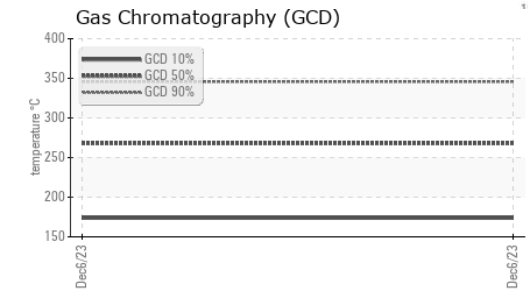 Gas Chromatography (GCD)
400
350
300
250
200
150
temperature °C
GCD 10%
GCD 50%
GCD 90%
Dec6/23
Dec6/23